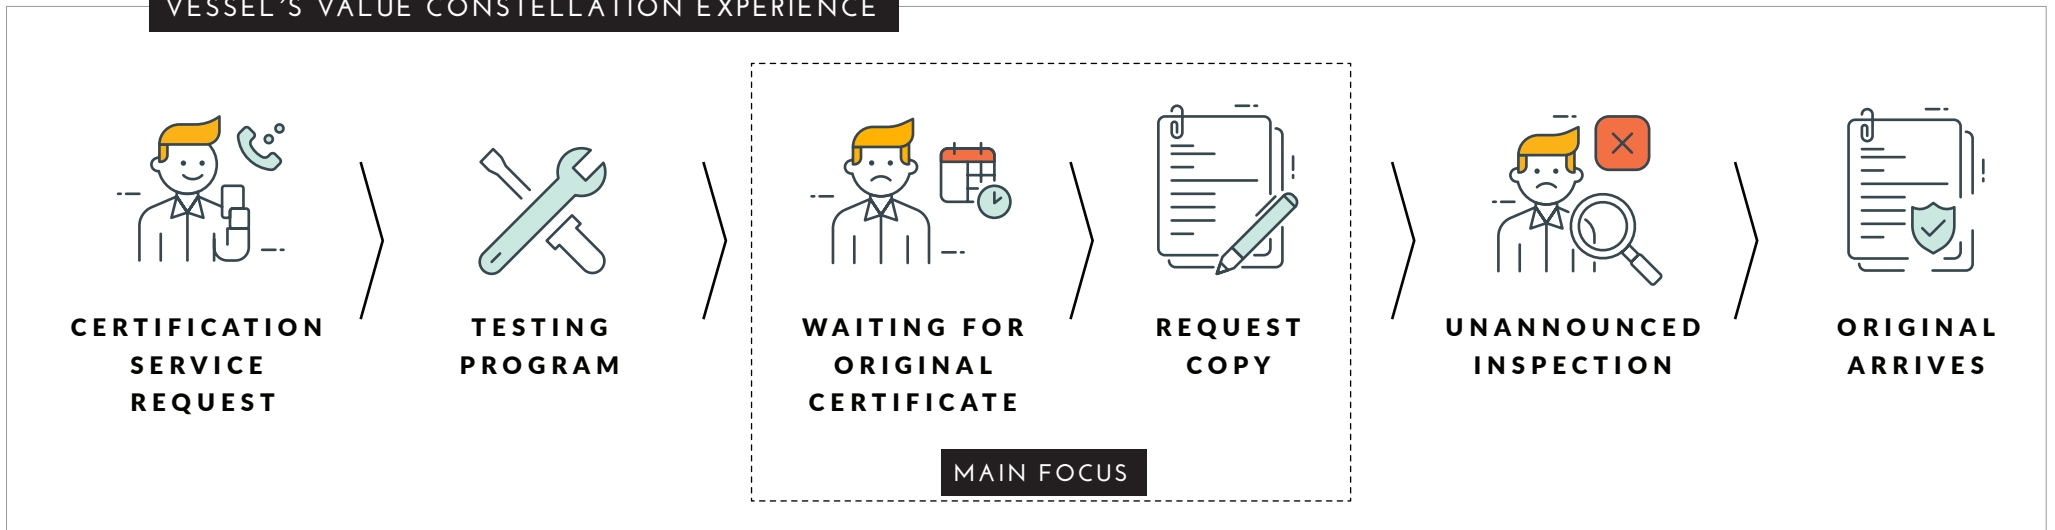 VESSEL'S VALUE CONSTELLATION EXPERIENCE
CERTIFICATION
SERVICE
REQUEST
TESTING
PROGRAM
WAITING FOR
ORIGINAL
CERTIFICATE
REQUEST
COPY
UNANNOUNCED
INSPECTION
ORIGINAL
ARRIVES
MAIN FOCUS